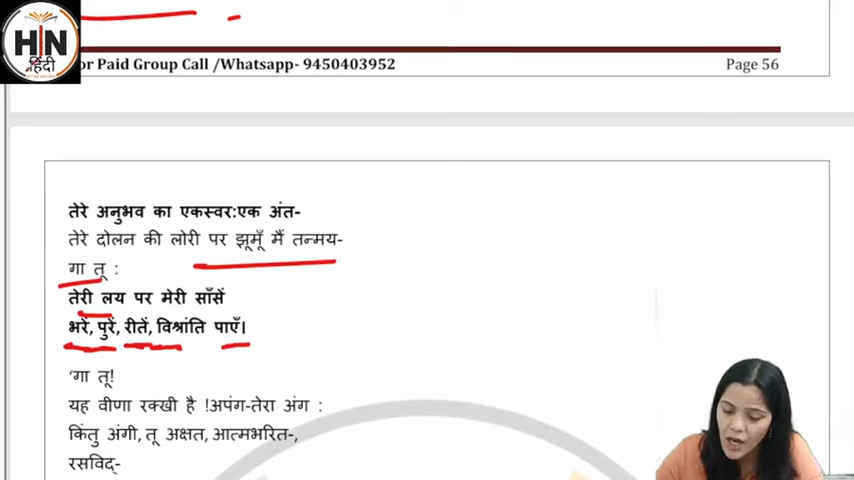 HIN
हिंदी
or Paid Group Call /Whatsapp- 9450403952
Page 56
तेरे अनुभव का एकस्वर:एक अंत-
तेरे दोलन की लोरी पर झूमूँ मैं तन्मय-
गा तू :
तेरी लय पर मेरी साँसें
भरें, पुरें, रीतें, विश्रांति पाएँ।
'गा तू!
यह वीणा रक्खी है !अपंग-तेरा अंग :
किंतु अंगी, तू अक्षत, आत्मभरित-,
रसविद्-